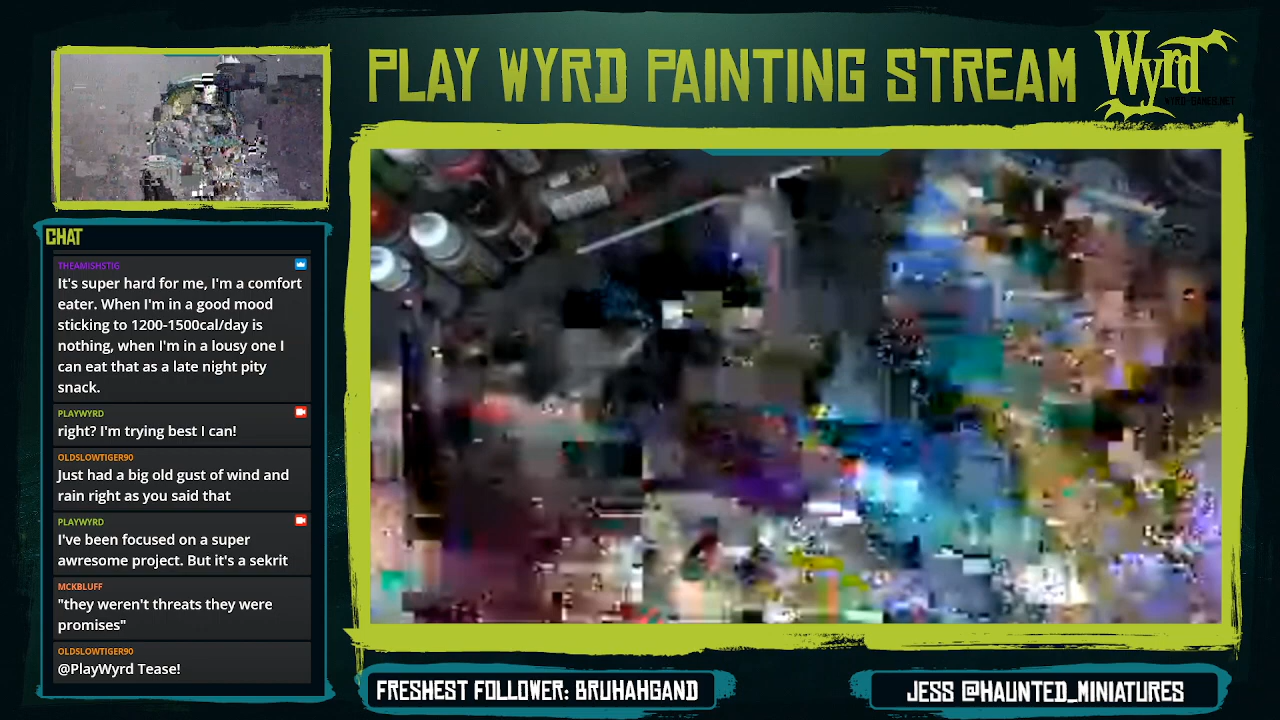 PLAY WYRD PAINTING STREAM
Wyrd
WYRD-GAMES.NET
CHAT
THEAMISHSTIG
It's super hard for me, I'm a comfort
eater. When I'm in a good mood
sticking to 1200-1500cal/day is
nothing, when I'm in a lousy one I
can eat that as a late night pity
snack.
PLAYWYRD
right? I'm trying best I can!
OLDSLOWTIGER90
Just had a big old gust of wind and
rain right as you said that
PLAYWYRD
I've been focused on a super
awresome project. But it's a sekrit
MCKBLUFF
"they weren't threats they were
promises"
OLDSLOWTIGER90
@PlayWyrd Tease!
FRESHEST FOLLOWER: BRUHAHGAND
JESS @HAUNTED_MINIATURES